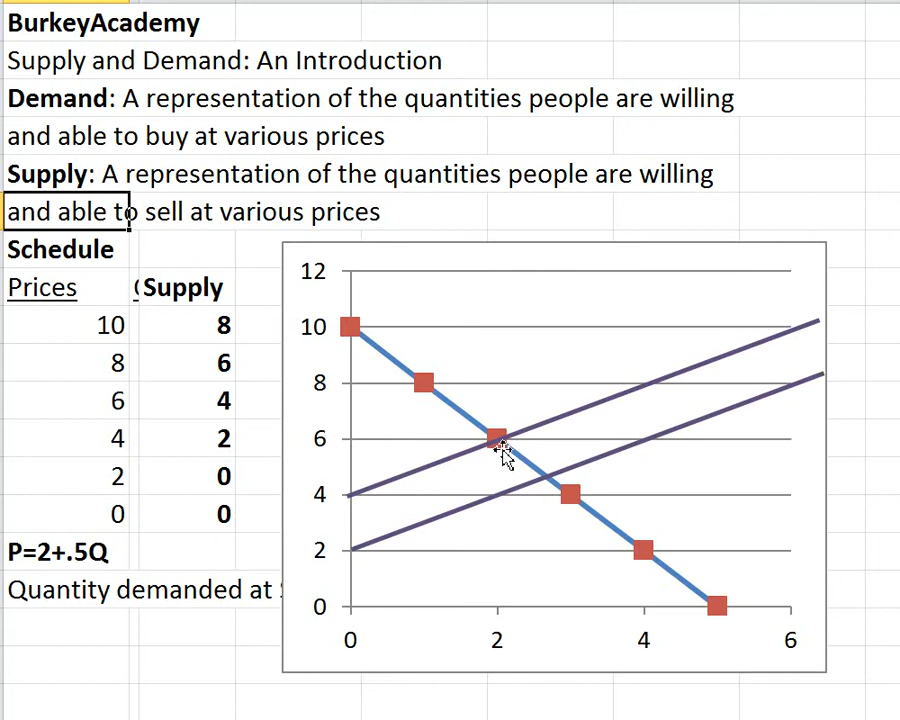 BurkeyAcademy
Supply and Demand: An Introduction
Demand: A representation of the quantities people are willing
and able to buy at various prices
Supply: A representation of the quantities people are willing
and able to sell at various prices
Schedule
Prices Supply
10 8
8 6
6 4
4 2
2 0
0 0
P=2+.5Q
Quantity demanded at
12
10
8
6
4
2
0
0 2 4 6